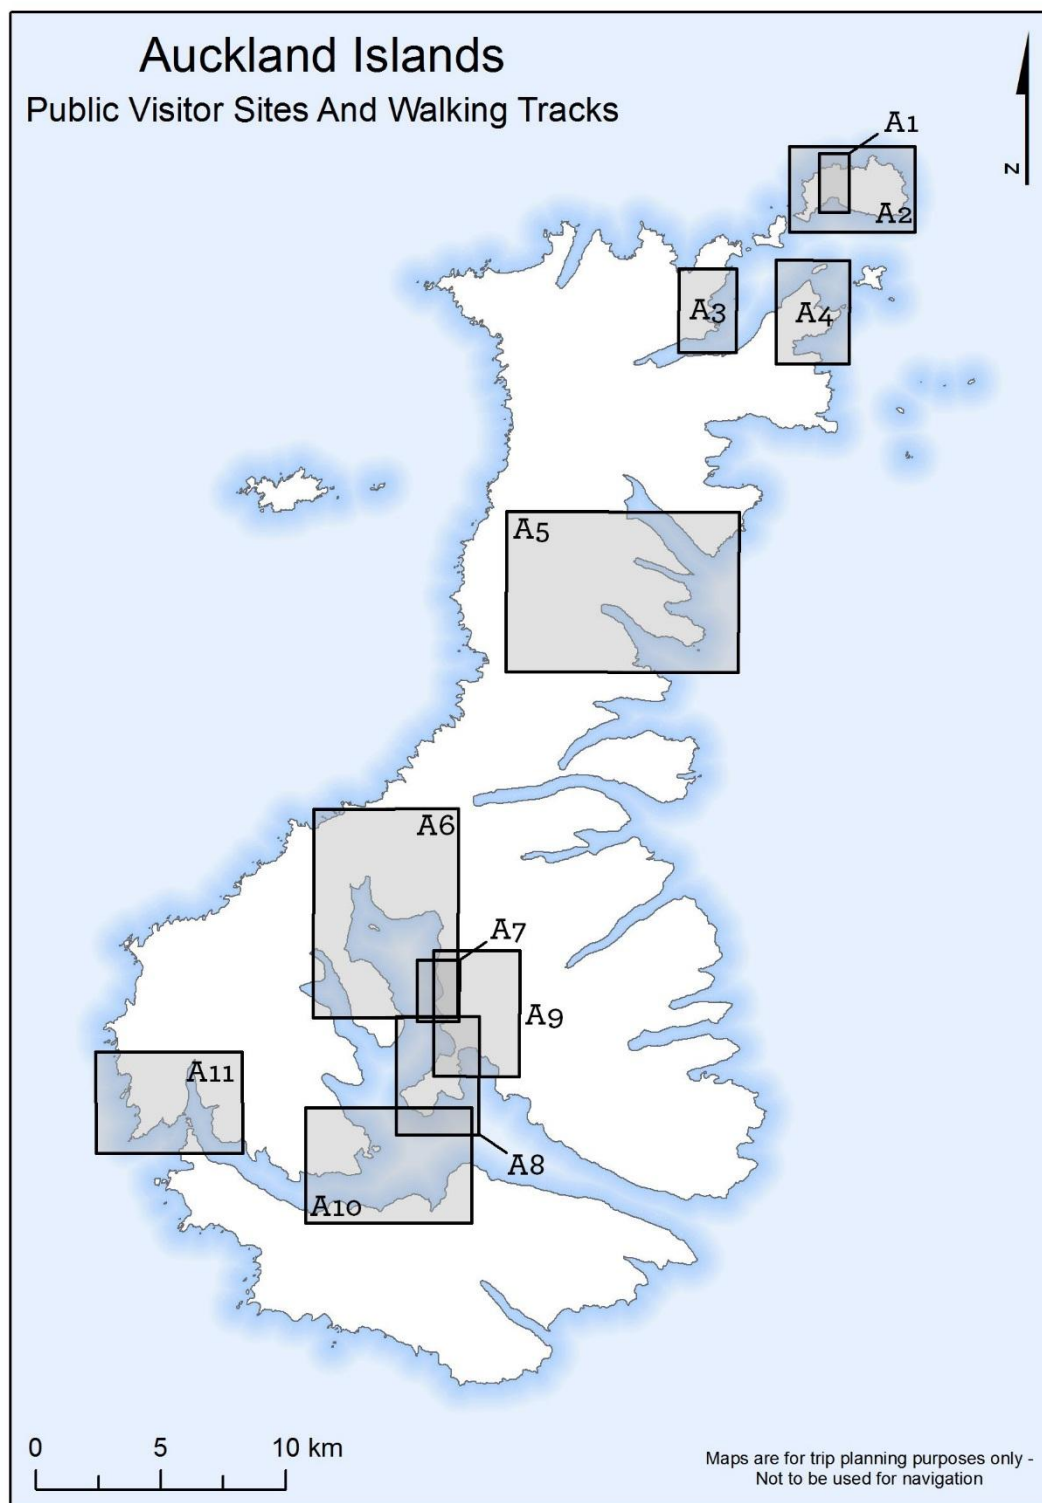 Auckland Islands
Public Visitor Sites And Walking Tracks
N
A1
A2
A3
A4
A5
A6
A7
A9
A11
A8
A10
0 5 10 km
Maps are for trip planning purposes only -
Not to be used for navigation